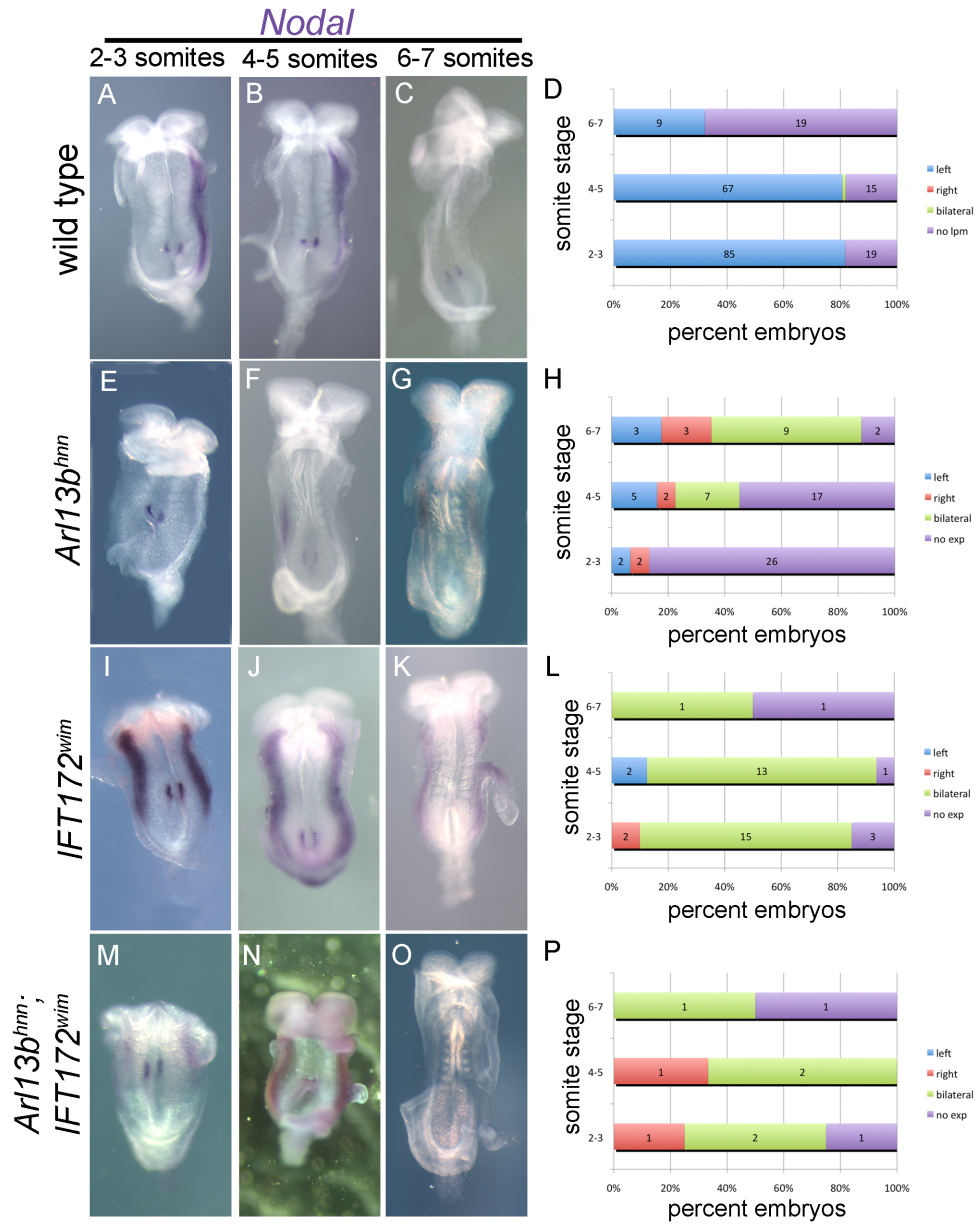 Nodal
2-3 somites 4-5 somites 6-7 somites
wild type
A B C D
somite stage
6-7 9 19
4-5 67 15
2-3 85 19
0% 20% 40% 60% 80% 100%
percent embryos
left
right
bilateral
no lpm
Arl13b^hnn
E F G H
somite stage
6-7 3 3 9 2
4-5 5 2 7 17
2-3 2 2 26
0% 20% 40% 60% 80% 100%
percent embryos
left
right
bilateral
no exp
IFT172^wim
I J K L
somite stage
6-7 1 1
4-5 2 13 1
2-3 2 15 3
0% 20% 40% 60% 80% 100%
percent embryos
left
right
bilateral
no exp
Arl13b^hnn;
IFT172^wim
M N O P
somite stage
6-7 1 1
4-5 1 2
2-3 1 2 1
0% 20% 40% 60% 80% 100%
percent embryos
left
right
bilateral
no exp